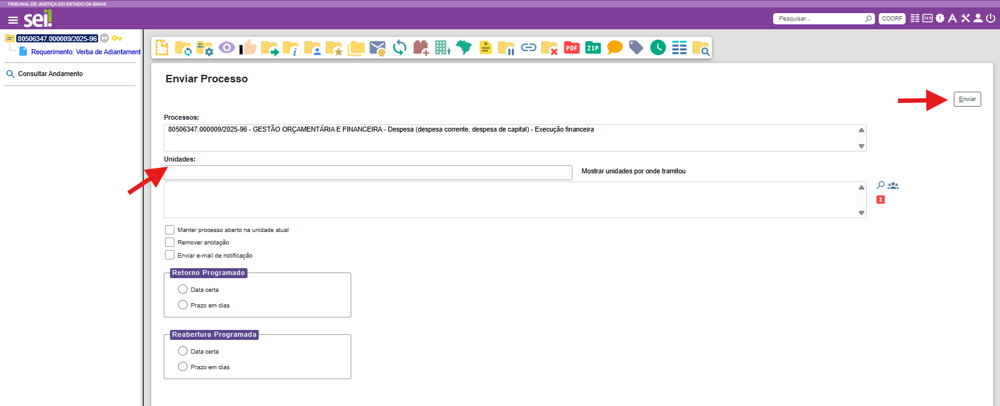 TRIBUNAL DE JUSTIÇA DO ESTADO DA BAHIA
sei!
Pesquisar...
COORF
80506347.000009/2025-96
Requerimento: Verba de Adiantament
Consultar Andamento
PDF
ZIP
Enviar Processo
Enviar
Processos:
80506347.000009/2025-96 - GESTÃO ORÇAMENTÁRIA E FINANCEIRA - Despesa (despesa corrente, despesa de capital) - Execução financeira
Unidades:
Mostrar unidades por onde tramitou
Manter processo aberto na unidade atual
Remover anotação
Enviar e-mail de notificação
Retorno Programado
Data certa
Prazo em dias
Reabertura Programada
Data certa
Prazo em dias